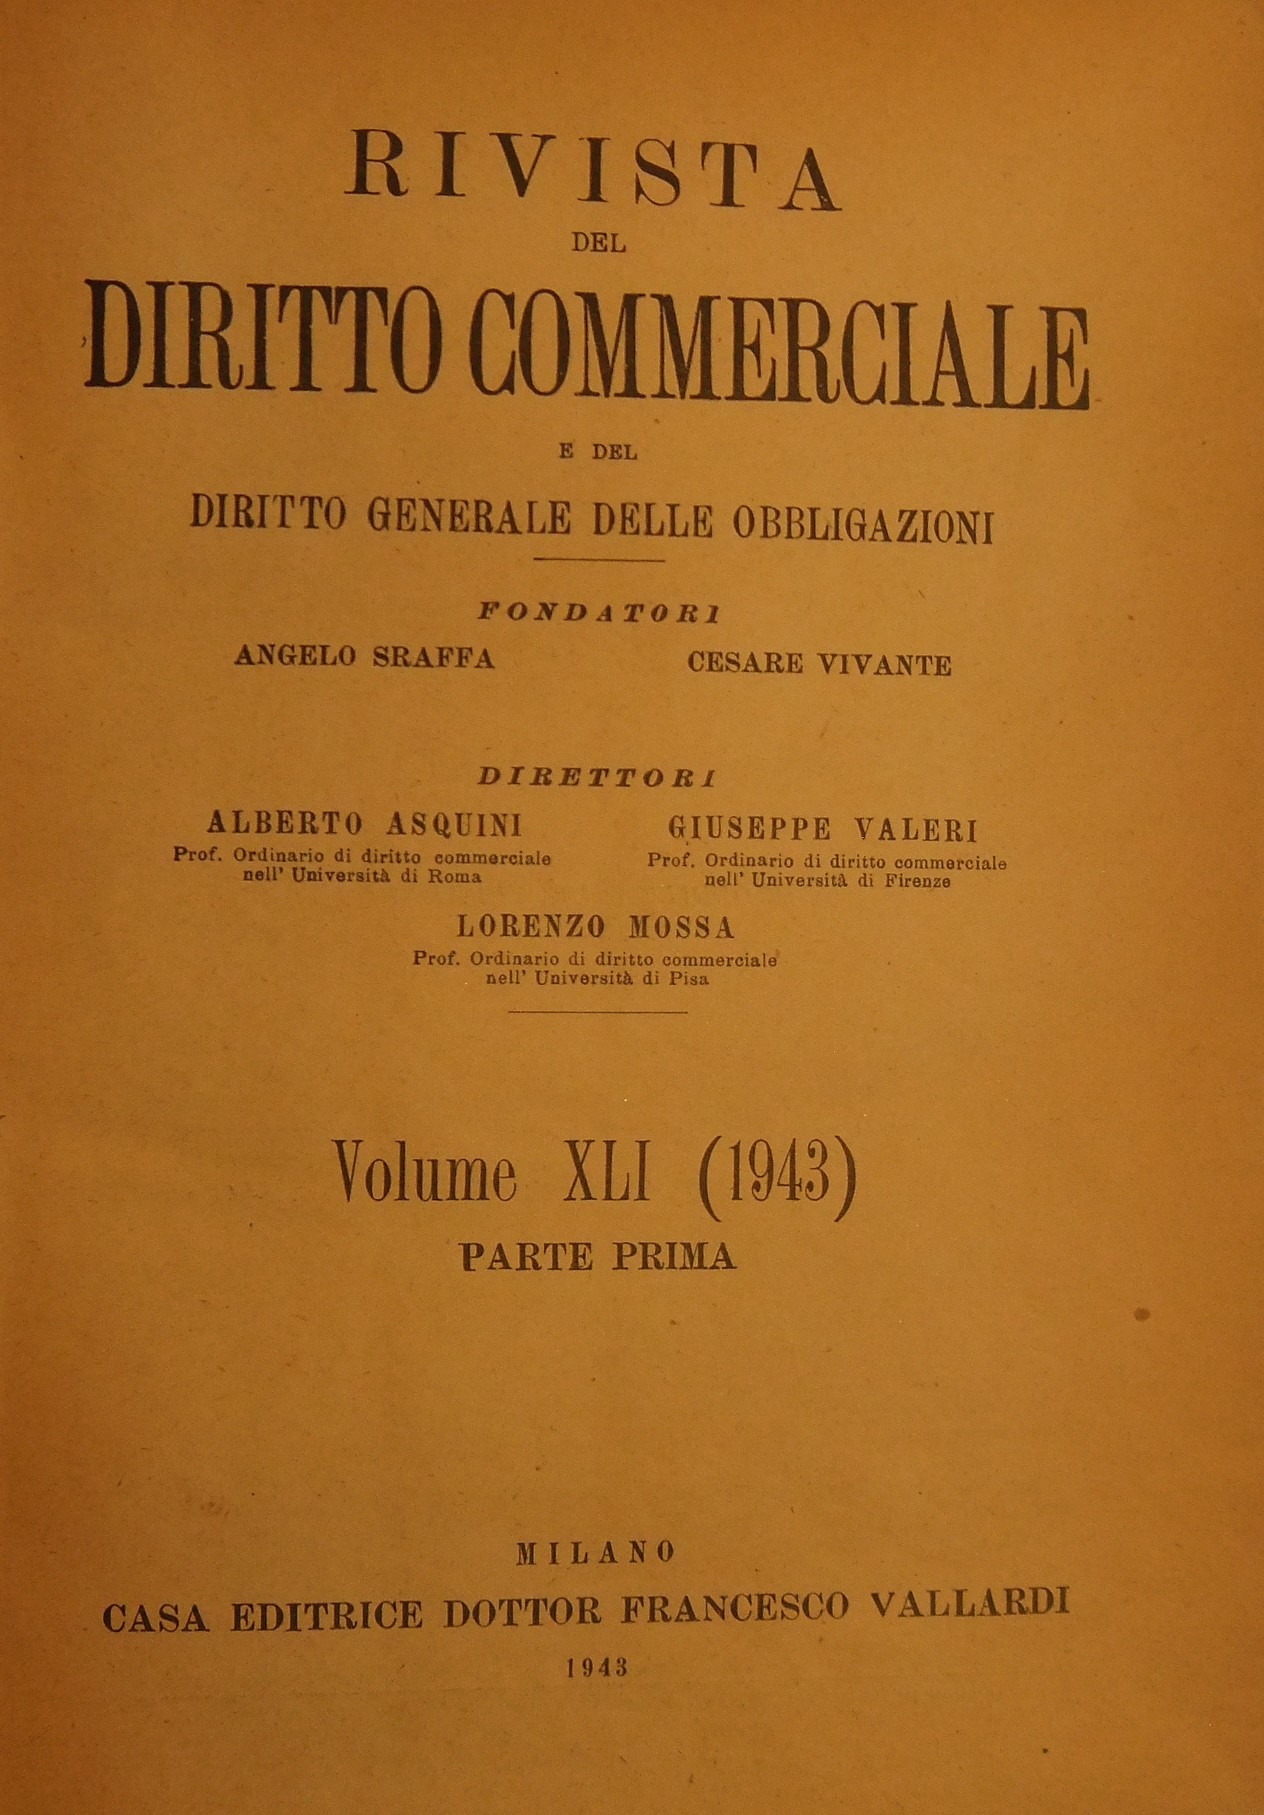 RIVISTA
DEL
DIRITTO COMMERCIALE
E DEL
DIRITTO GENERALE DELLE OBBLIGAZIONI
FONDATORI
ANGELO SRAFFA CESARE VIVANTE
DIRETTORI
ALBERTO ASQUINI GIUSEPPE VALERI
Prof. Ordinario di diritto commerciale Prof. Ordinario di diritto commerciale
nell' Università di Roma nell' Università di Firenze
LORENZO MOSSA
Prof. Ordinario di diritto commerciale
nell' Università di Pisa
Volume XLI (1943)
PARTE PRIMA
MILANO
CASA EDITRICE DOTTOR FRANCESCO VALLARDI
1943